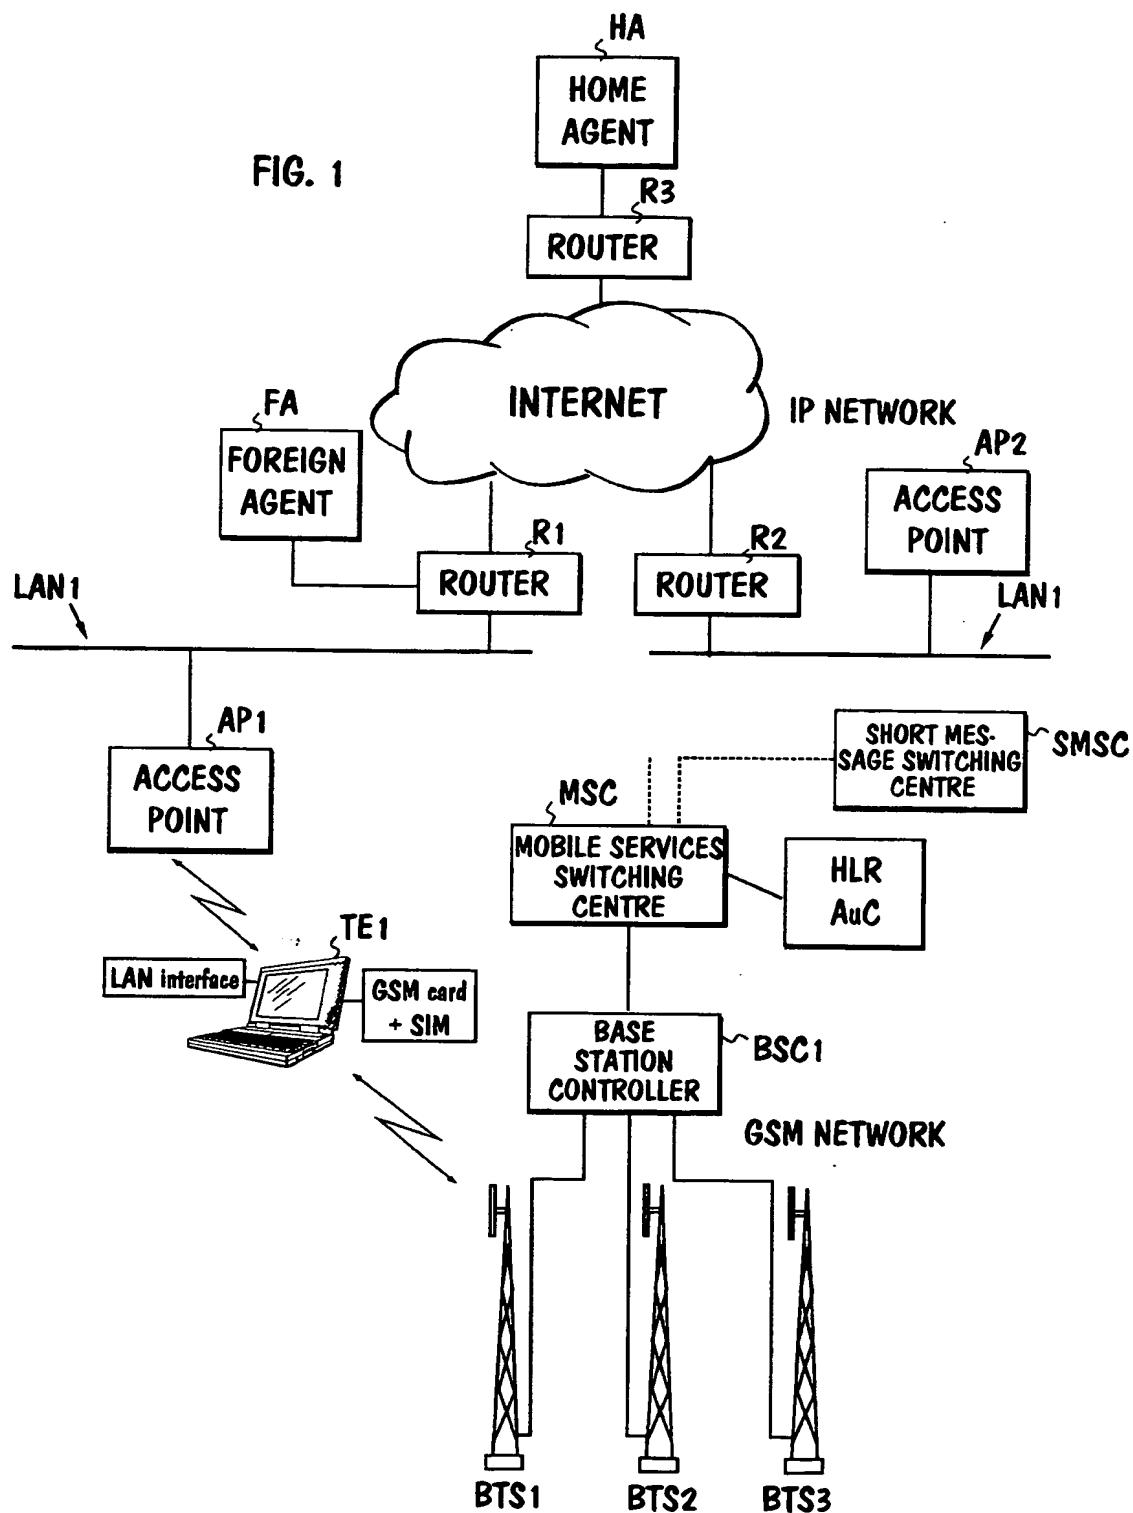 HA
HOME
AGENT
FIG. 1
R3
ROUTER
INTERNET
IP NETWORK
FA
FOREIGN
AGENT
AP2
ACCESS
POINT
R1
ROUTER
R2
ROUTER
LAN1
LAN1
AP1
ACCESS
POINT
SHORT MES-
SAGE SWITCHING
CENTRE
SMSC
MSC
MOBILE SERVICES
SWITCHING
CENTRE
HLR
AuC
TE1
LAN interface
GSM card
+ SIM
BASE
STATION
CONTROLLER
BSC1
GSM NETWORK
BTS1
BTS2
BTS3